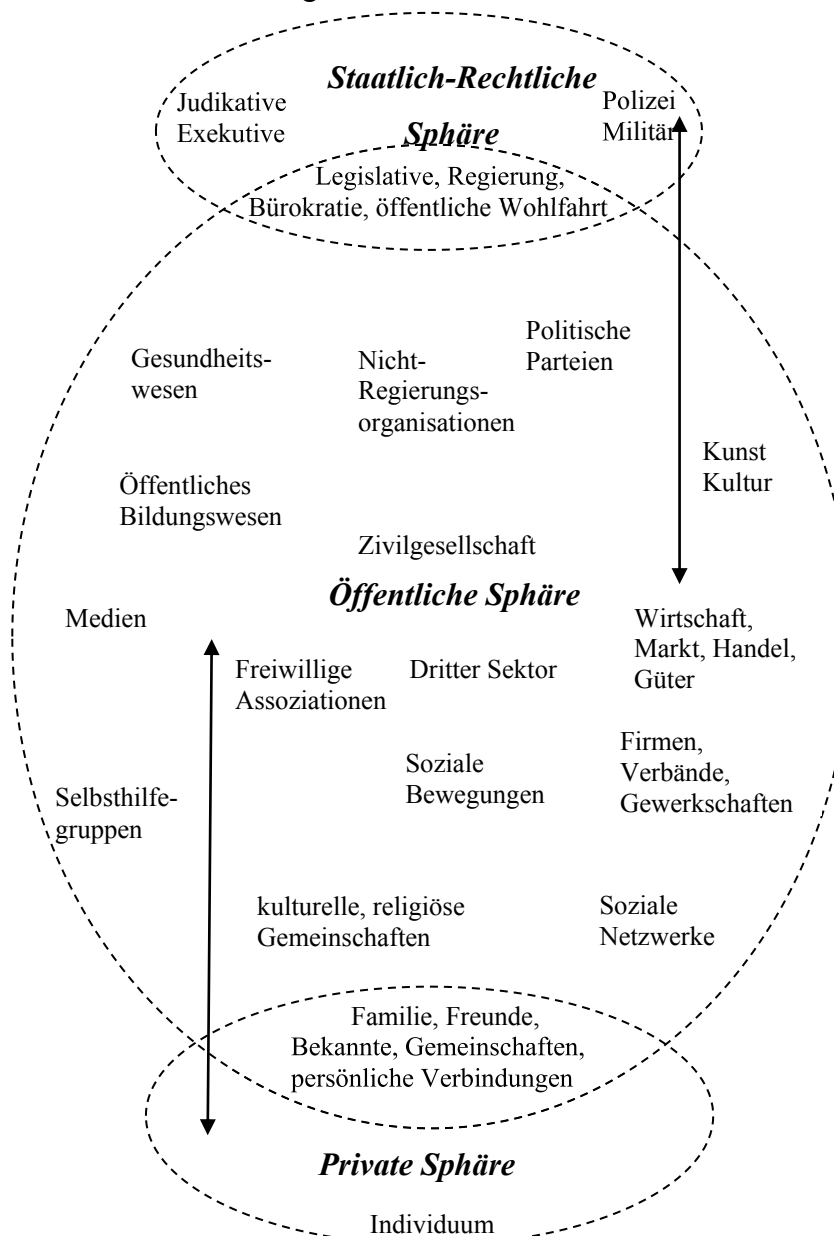 Staatlich-Rechtliche
Sphäre
Judikative
Exekutive
Polizei
Militär
Legislative, Regierung,
Bürokratie, öffentliche Wohlfahrt
Politische
Parteien
Gesundheits-
wesen
Nicht-
Regierungs-
organisationen
Kunst
Kultur
Öffentliches
Bildungswesen
Zivilgesellschaft
Öffentliche Sphäre
Medien
Wirtschaft,
Markt, Handel,
Güter
Freiwillige
Assoziationen
Dritter Sektor
Firmen,
Verbände,
Gewerkschaften
Soziale
Bewegungen
Selbsthilfe-
gruppen
kulturelle, religiöse
Gemeinschaften
Soziale
Netzwerke
Familie, Freunde,
Bekannte, Gemeinschaften,
persönliche Verbindungen
Private Sphäre
Individuum